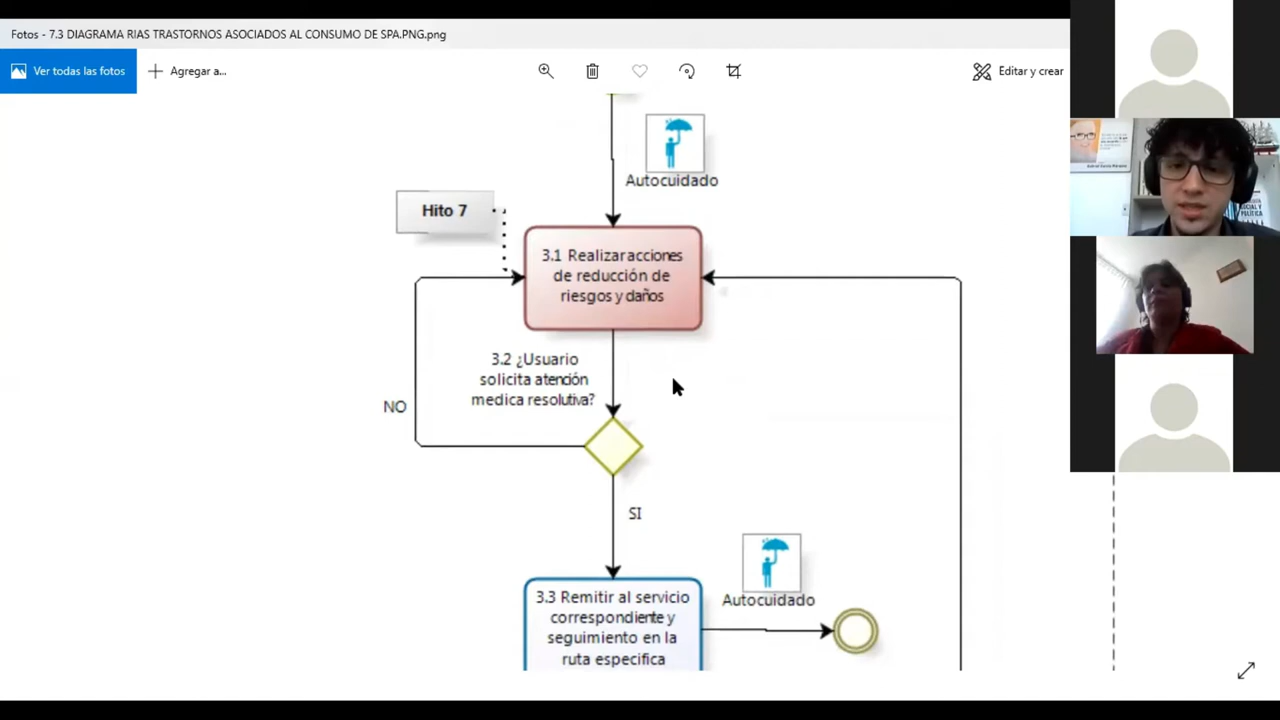 Fotos - 7.3 DIAGRAMA RIAS TRASTORNOS ASOCIADOS AL CONSUMO DE SPA.PNG.png
Ver todas las fotos
Agregar a...
Editar y crear
Autocuidado
Hito 7
3.1 Realizar acciones
de reducción de
riesgos y daños
3.2 ¿Usuario
solicita atención
medica resolutiva?
NO
SI
Autocuidado
3.3 Remitir al servicio
correspondiente y
seguimiento en la
ruta especifica